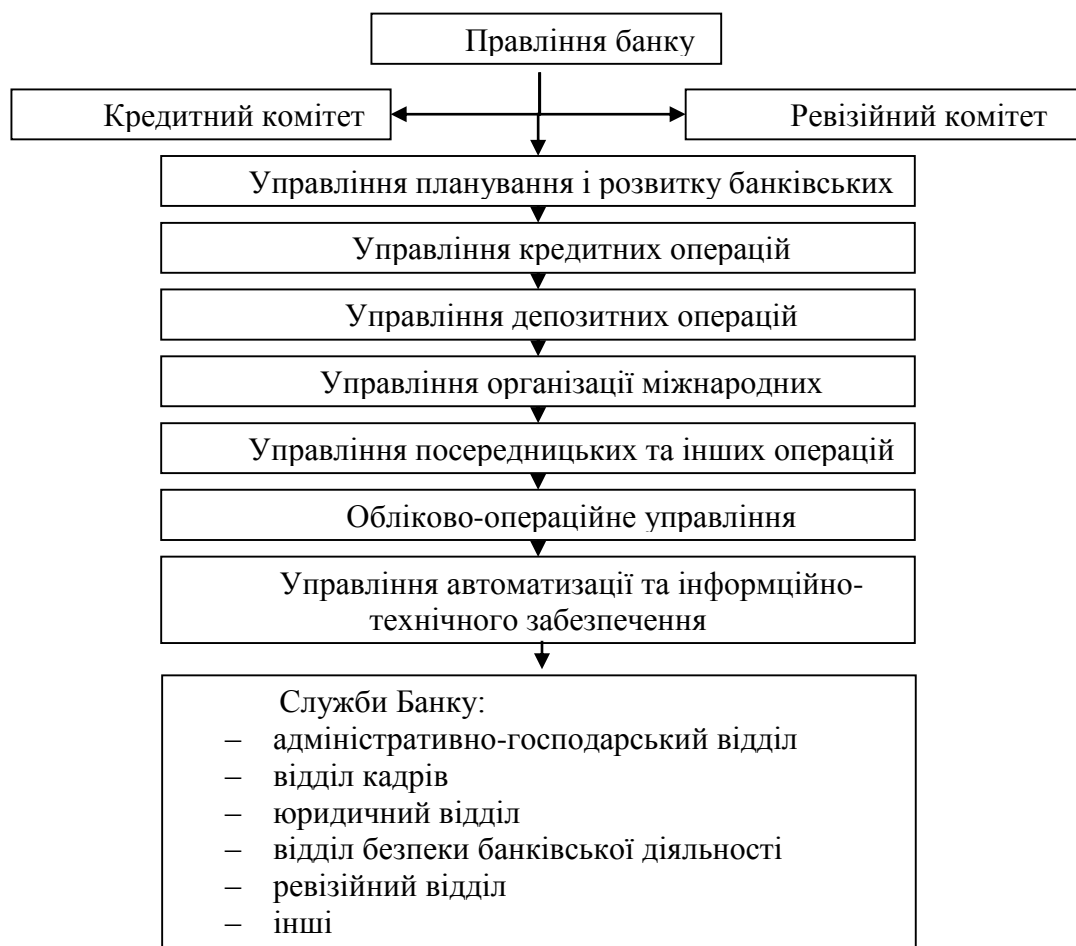 Правління банку
Кредитний комітет
Ревізійний комітет
Управління планування і розвитку банківських
Управління кредитних операцій
Управління депозитних операцій
Управління організації міжнародних
Управління посередницьких та інших операцій
Обліково-операційне управління
Управління автоматизації та інформційно-
технічного забезпечення
Служби Банку:
– адміністративно-господарський відділ
– відділ кадрів
– юридичний відділ
– відділ безпеки банківської діяльності
– ревізійний відділ
– інші